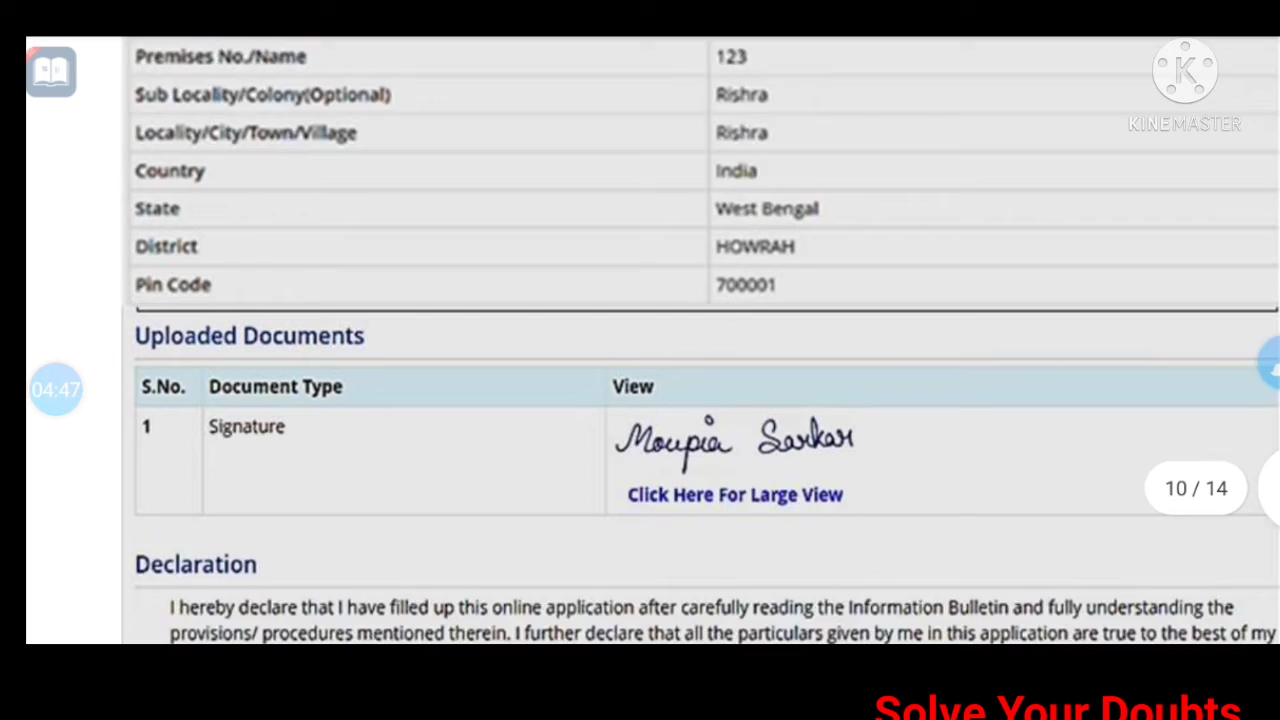 Premises No./Name 123
Sub Locality/Colony(Optional) Rishra
Locality/City/Town/Village Rishra
Country India
State West Bengal
District HOWRAH
Pin Code 700001
KINEMASTER
04:47
Uploaded Documents
S.No. Document Type View
1 Signature Moupia Sarkar
Click Here For Large View
10 / 14
Declaration
I hereby declare that I have filled up this online application after carefully reading the Information Bulletin and fully understanding the
provisions/ procedures mentioned therein. I further declare that all the particulars given by me in this application are true to the best of my
Solve Your Doubts